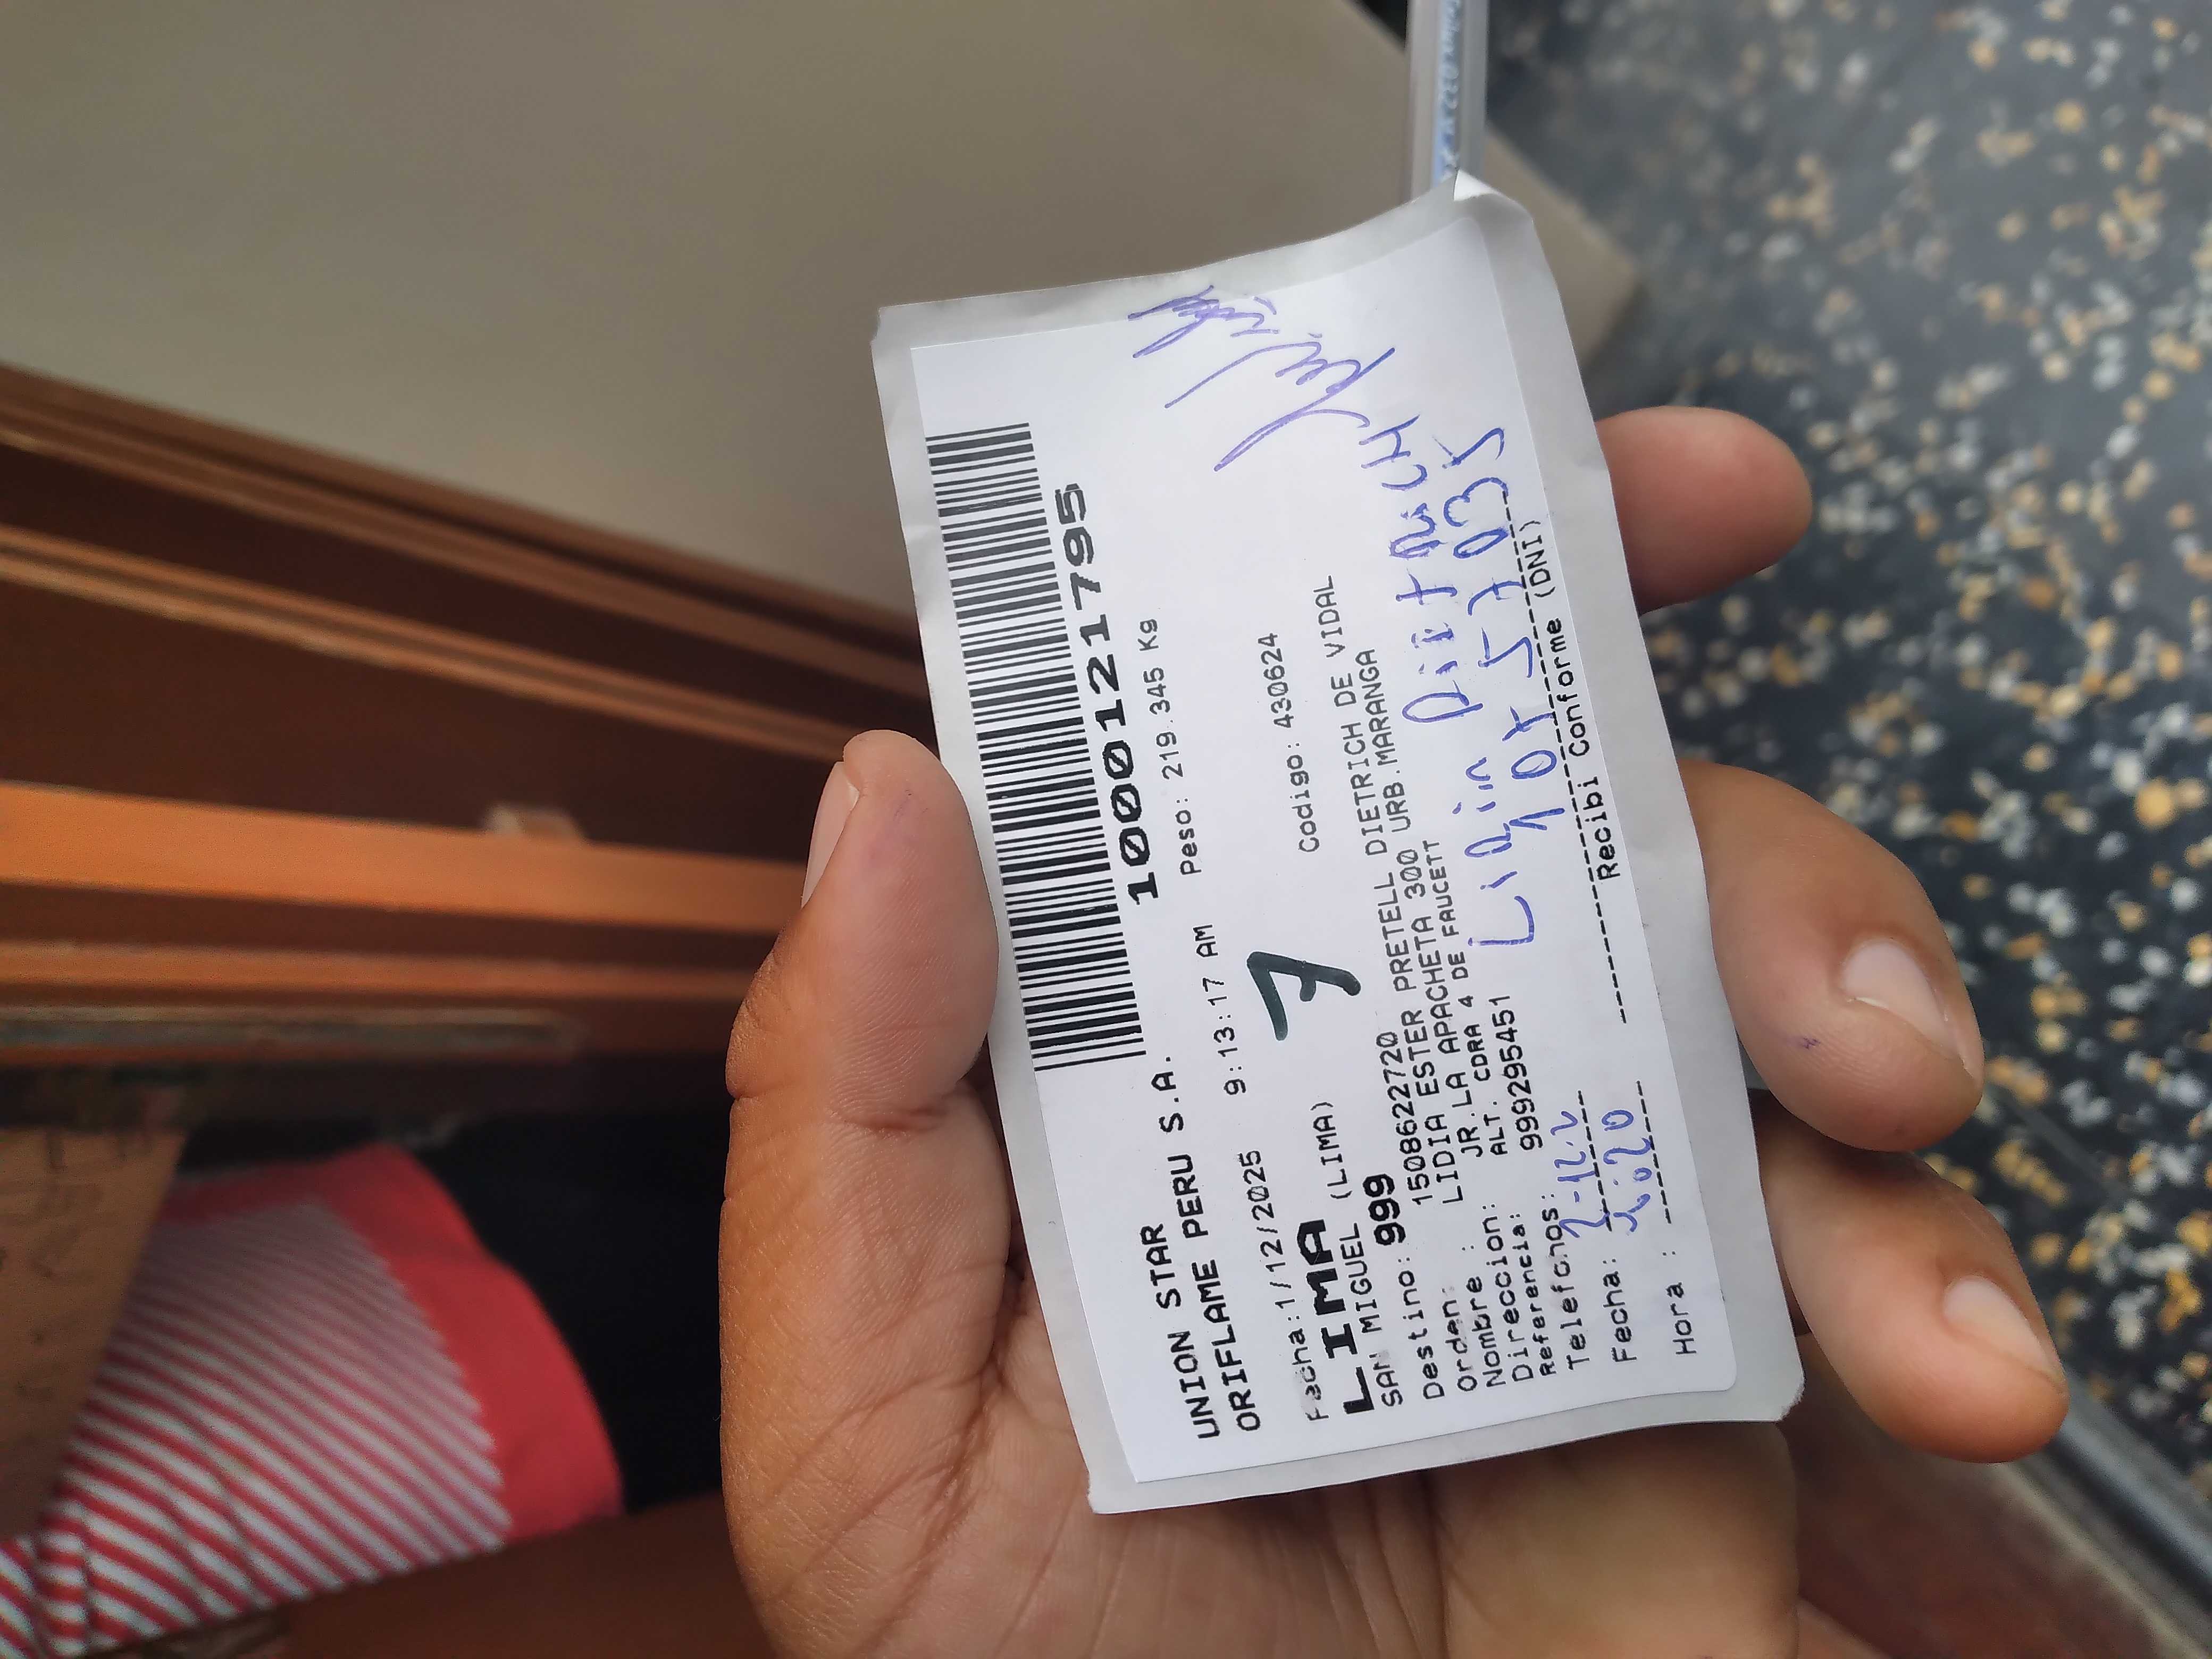 1000121795
UNION STAR
ORIFLAME PERU S.A.
Peso: 219.345 Kg
Fecha:1/12/2025 9:13:17 AM
LIMA
7
SAN MIGUEL (LIMA)
Codigo: 430624
Destino: 999
Orden: 1508622720
Nombre : LIDIA ESTER PRETELL DIETRICH DE VIDAL
Direccion: JR.LA APACHETA 300 URB.MARANGA
Referencia: ALT. CDRA 4 DE FAUCETT
Telefonos: 999295451
DietRICH
Fecha:
Hora :
Recibi Conforme (DNI)